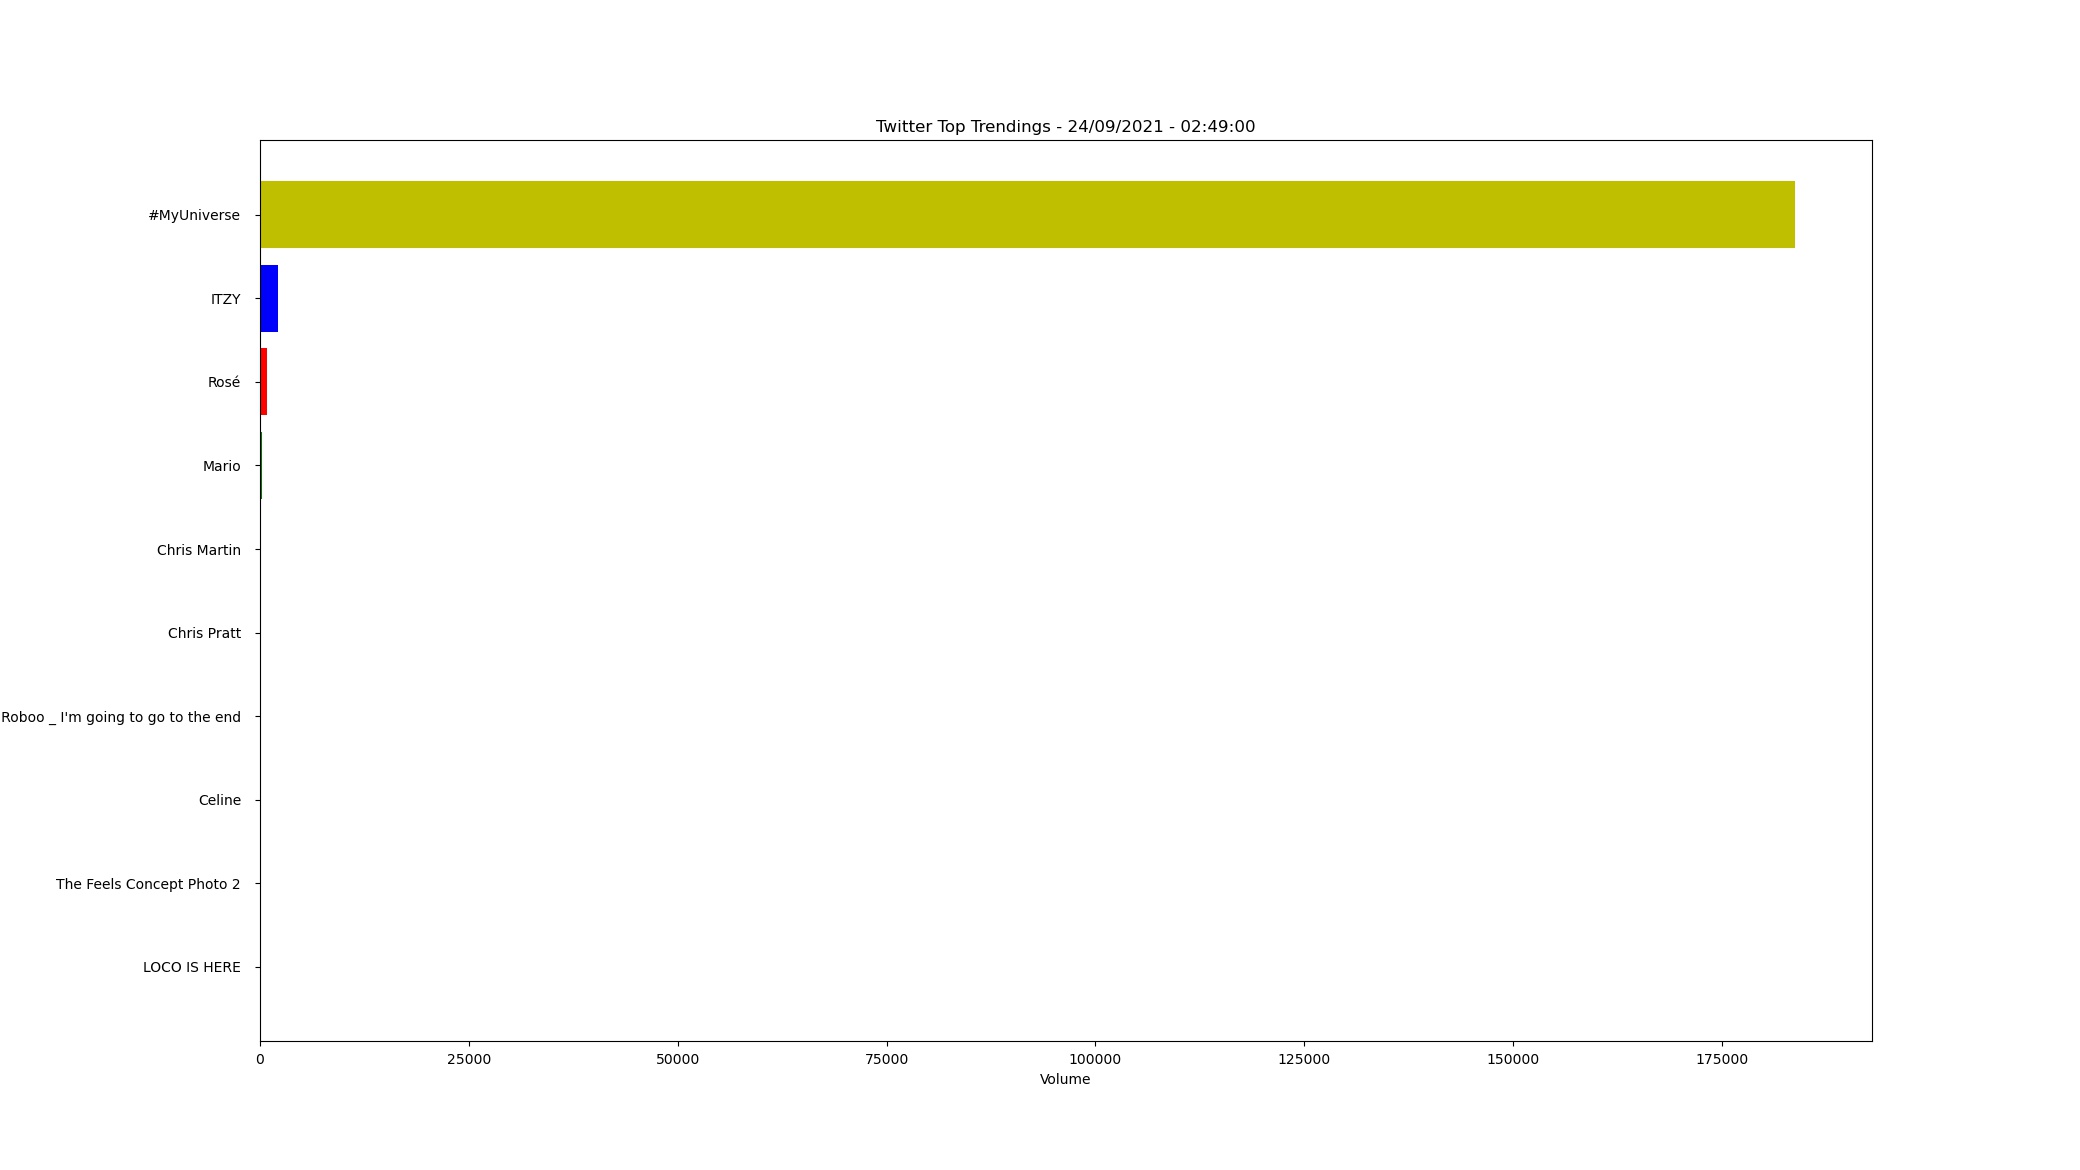 Twitter Top Trendings - 24/09/2021 - 02:49:00
#MyUniverse
ITZY
Rosé
Mario
Chris Martin
Chris Pratt
Roboo _ I'm going to go to the end
Celine
The Feels Concept Photo 2
LOCO IS HERE
0 25000 50000 75000 100000 125000 150000 175000
Volume